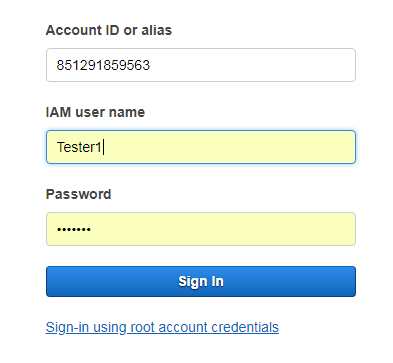 Account ID or alias
851291859563
IAM user name
Tester1
Password
•••••••
Sign In
Sign-in using root account credentials